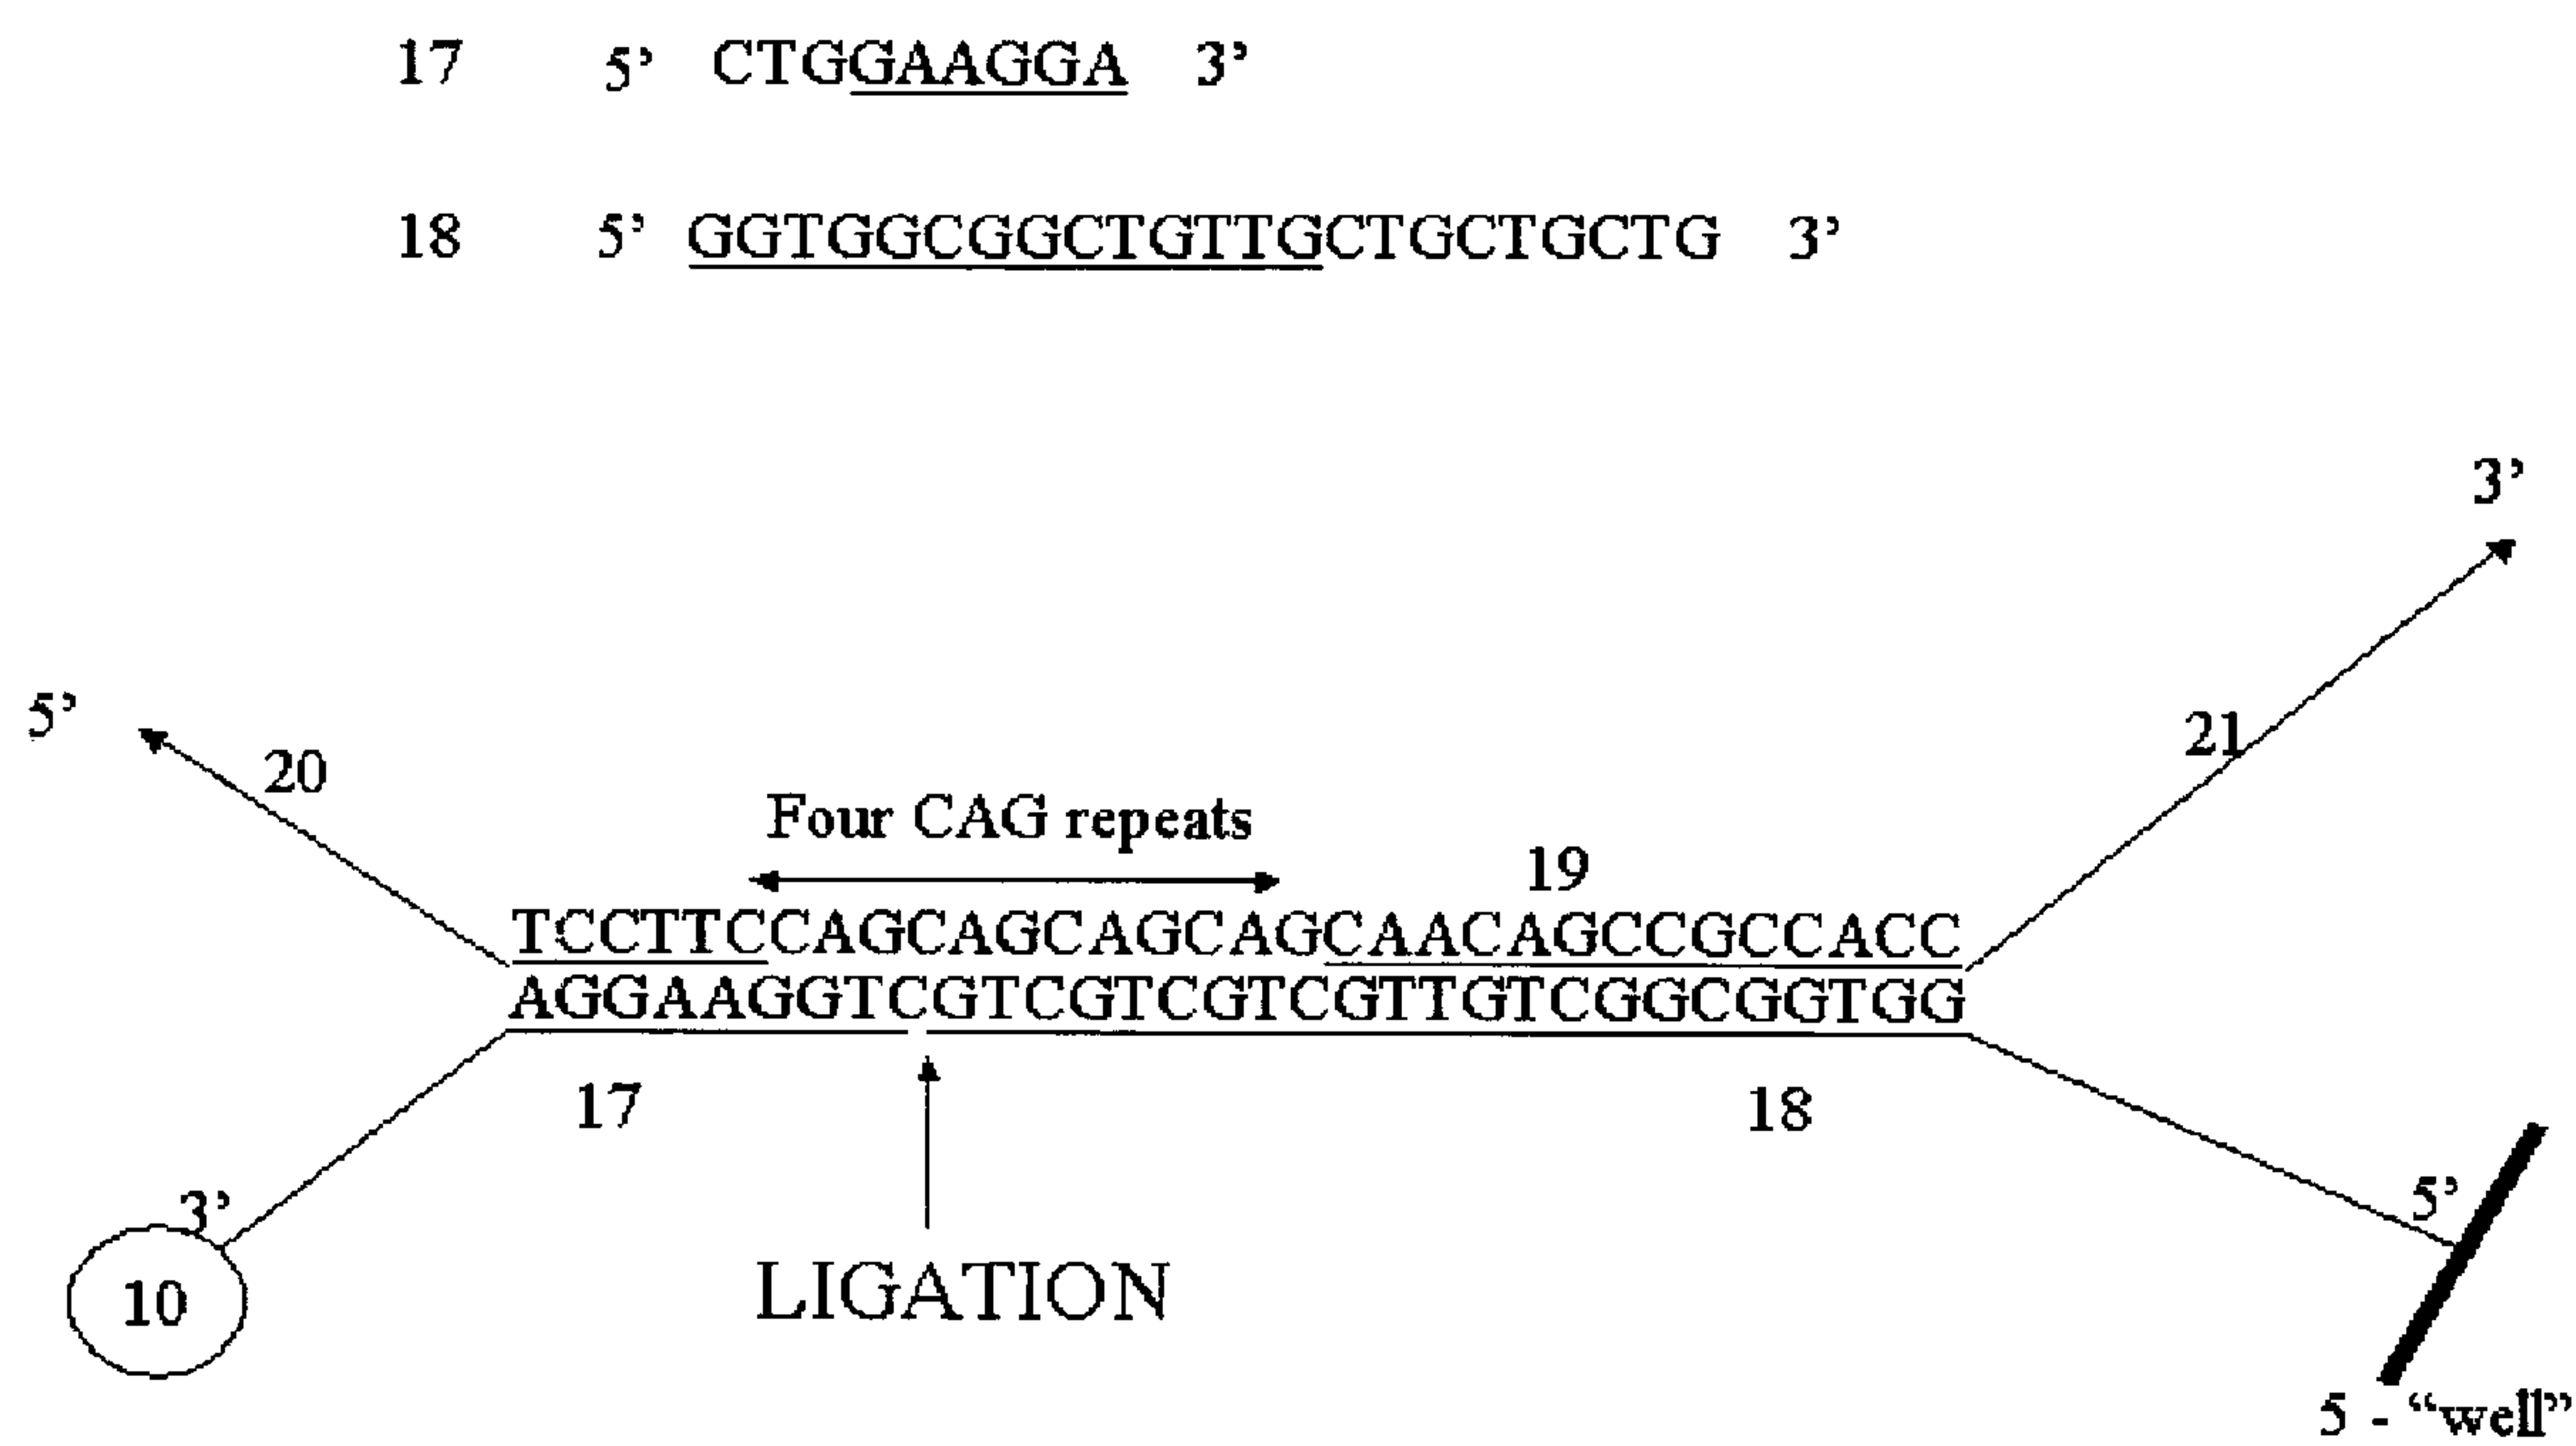 17 5’ CTGGAAGGA 3’
18 5’ GGTGGCGGCTGTTGCTGCTGCTG 3’
3’
5’
20
21
Four CAG repeats
19
TCCTTCCAGCAGCAGCAGCAACAGCCGCCACC
AGGAAGGTCGTCGTCGTCGTTGTCGGCGGTGG
17
18
3’
5’
10
LIGATION
5 - “well”